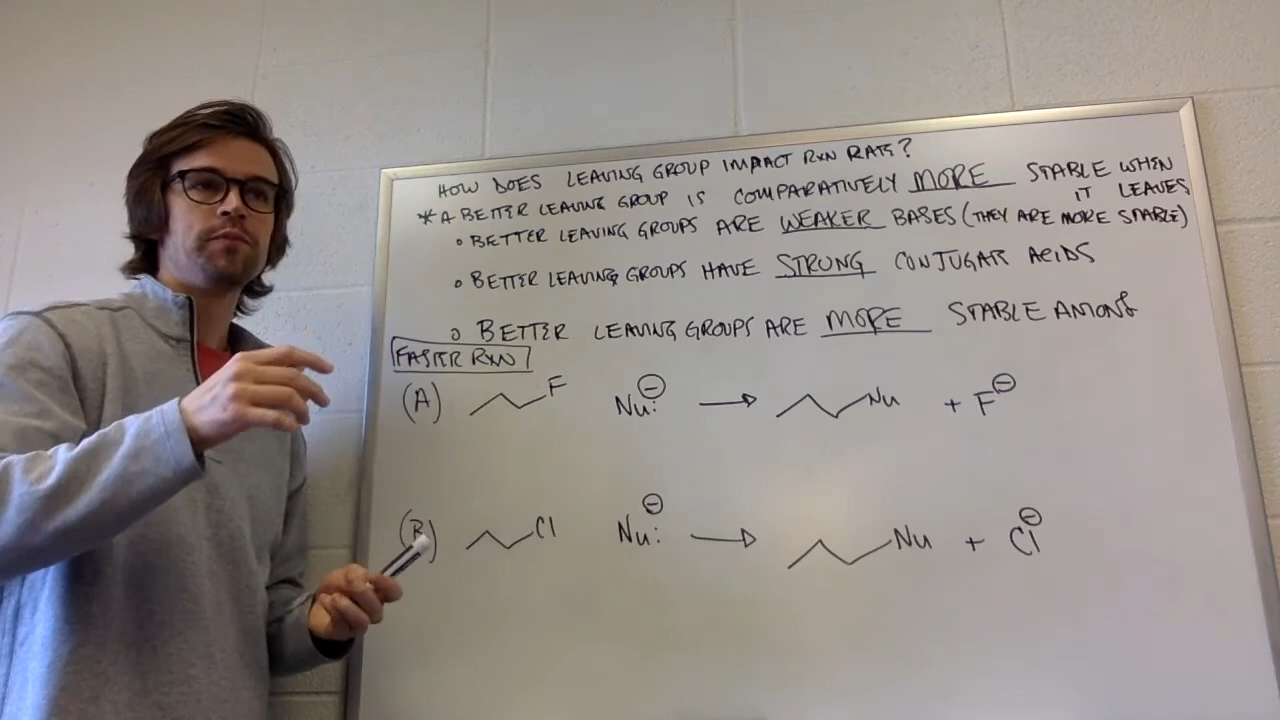 HOW DOES LEAVING GROUP IMPACT RXN RATE?
* A BETTER LEAVING GROUP IS COMPARATIVELY MORE STABLE WHEN
IT LEAVES
• BETTER LEAVING GROUPS ARE WEAKER BASES (THEY ARE MORE STABLE)
• BETTER LEAVING GROUPS HAVE STRONG CONJUGATE ACIDS
• BETTER LEAVING GROUPS ARE MORE STABLE ANIONS
FASTER RXN
(A) F Nu:⊖ → Nu + F⊖
(B) Cl Nu:⊖ → Nu + Cl⊖